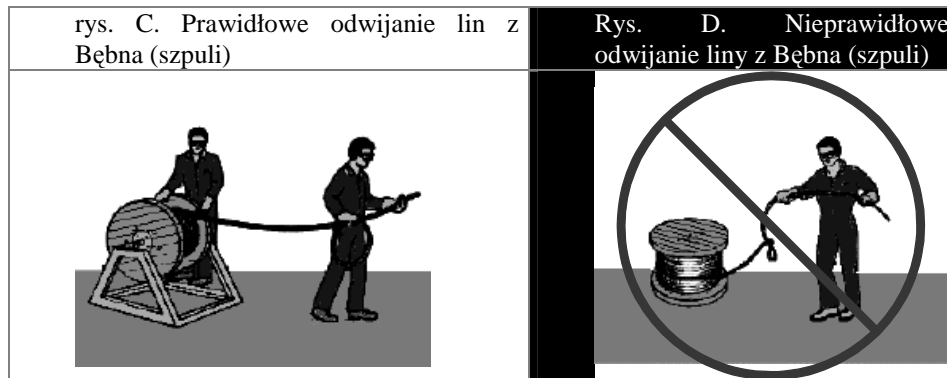 rys. C. Prawidłowe odwijanie lin z
Bębna (szpuli)
Rys. D. Nieprawidłowe
odwijanie liny z Bębna (szpuli)